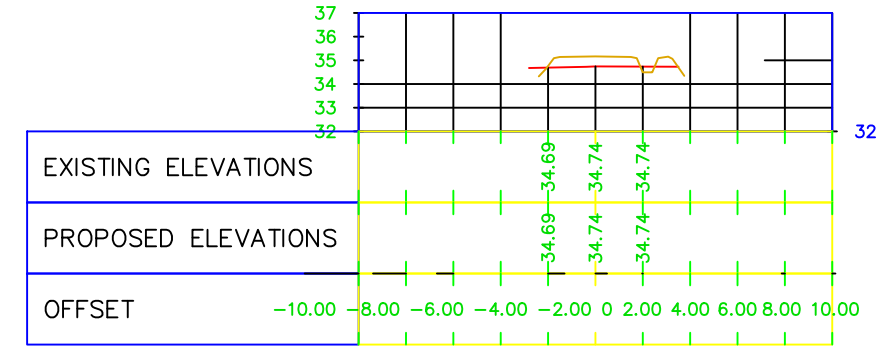 37
36
35
34
33
32
32
EXISTING ELEVATIONS 34.69 34.74 34.74
PROPOSED ELEVATIONS 34.69 34.74 34.74
OFFSET -10.00 -8.00 -6.00 -4.00 -2.00 0 2.00 4.00 6.00 8.00 10.00